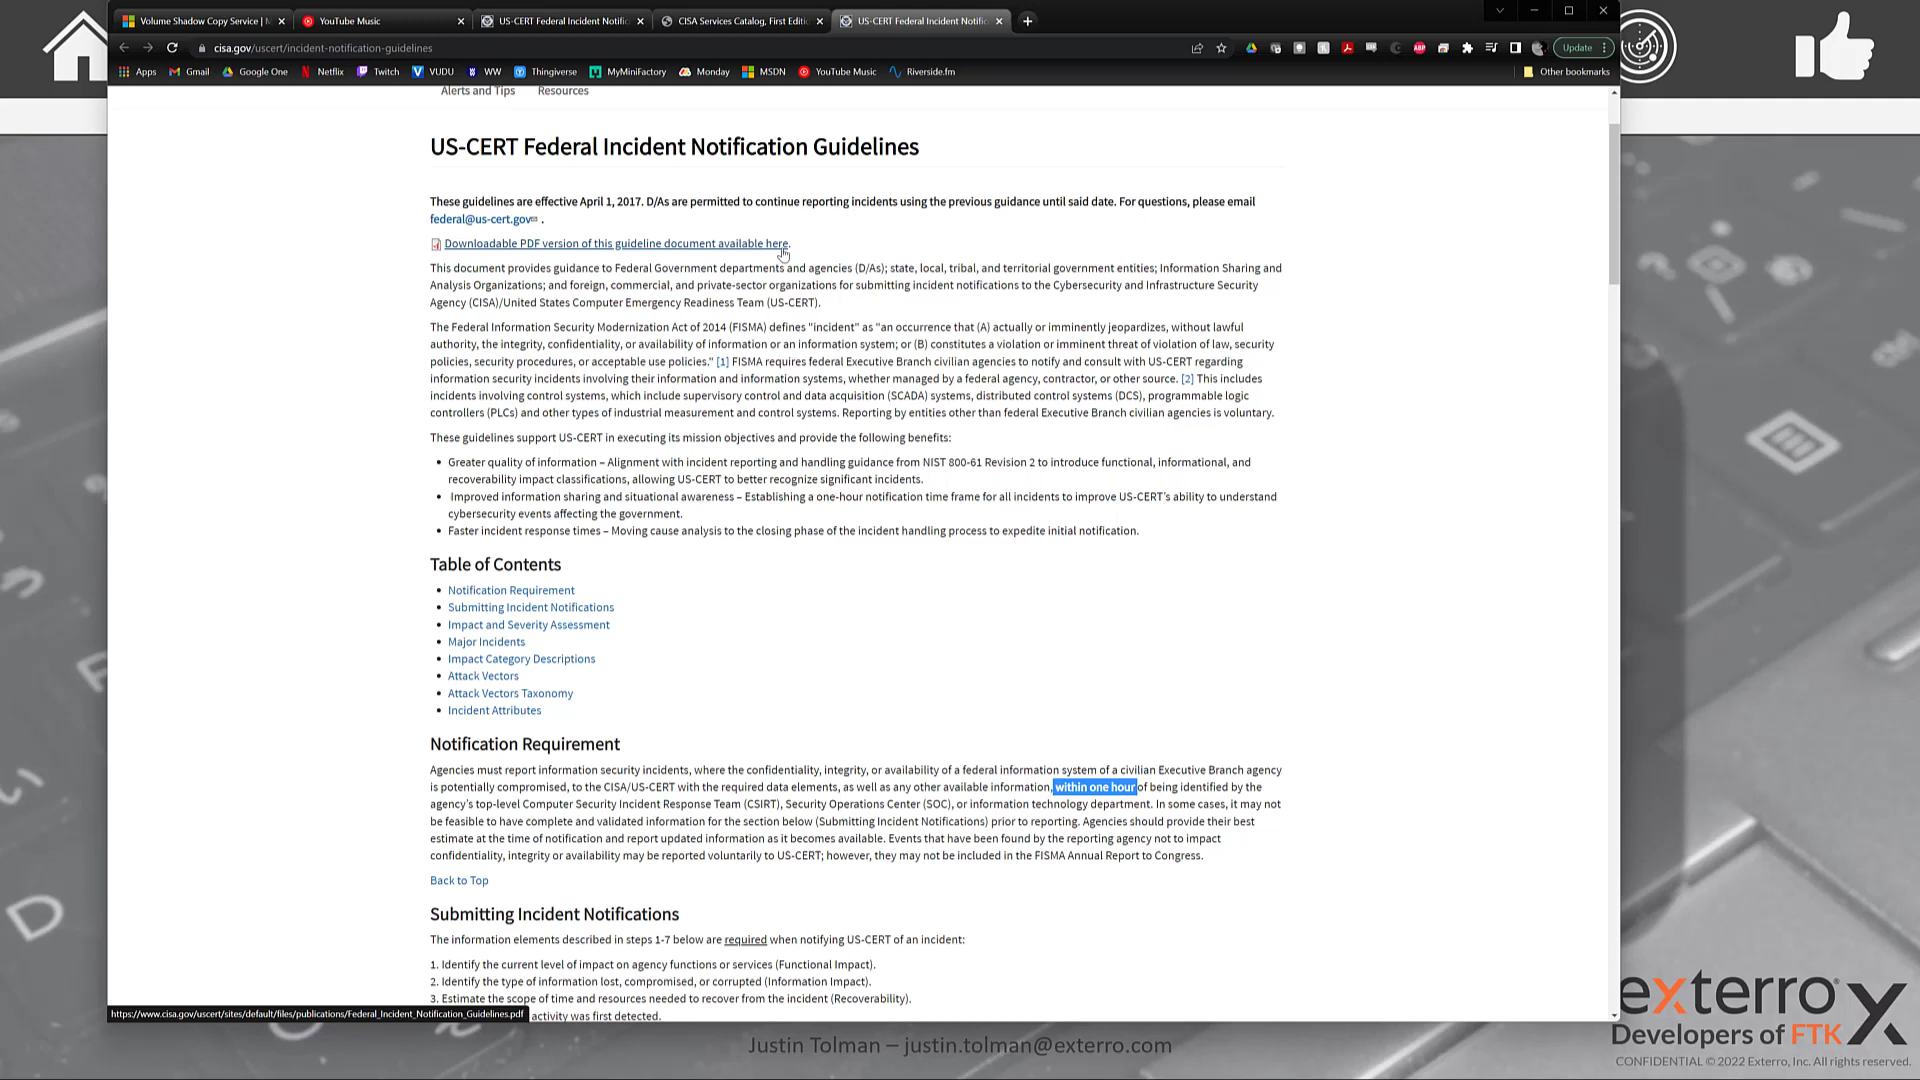 Volume Shadow Copy Service |
YouTube Music
US-CERT Federal Incident Notific
CISA Services Catalog, First Editi
US-CERT Federal Incident Notific
cisa.gov/uscert/incident-notification-guidelines
Update
Apps
Gmail
Google One
Netflix
Twitch
VUDU
WW
Thingiverse
MyMiniFactory
Monday
MSDN
YouTube Music
Riverside.fm
Other bookmarks
Alerts and Tips
Resources
US-CERT Federal Incident Notification Guidelines
These guidelines are effective April 1, 2017. D/As are permitted to continue reporting incidents using the previous guidance until said date. For questions, please email
federal@us-cert.gov .
Downloadable PDF version of this guideline document available here.
This document provides guidance to Federal Government departments and agencies (D/As); state, local, tribal, and territorial government entities; Information Sharing and
Analysis Organizations; and foreign, commercial, and private-sector organizations for submitting incident notifications to the Cybersecurity and Infrastructure Security
Agency (CISA)/United States Computer Emergency Readiness Team (US-CERT).
The Federal Information Security Modernization Act of 2014 (FISMA) defines "incident" as "an occurrence that (A) actually or imminently jeopardizes, without lawful
authority, the integrity, confidentiality, or availability of information or an information system; or (B) constitutes a violation or imminent threat of violation of law, security
policies, security procedures, or acceptable use policies." [1] FISMA requires federal Executive Branch civilian agencies to notify and consult with US-CERT regarding
information security incidents involving their information and information systems, whether managed by a federal agency, contractor, or other source. [2] This includes
incidents involving control systems, which include supervisory control and data acquisition (SCADA) systems, distributed control systems (DCS), programmable logic
controllers (PLCs) and other types of industrial measurement and control systems. Reporting by entities other than federal Executive Branch civilian agencies is voluntary.
These guidelines support US-CERT in executing its mission objectives and provide the following benefits:
• Greater quality of information – Alignment with incident reporting and handling guidance from NIST 800-61 Revision 2 to introduce functional, informational, and
recoverability impact classifications, allowing US-CERT to better recognize significant incidents.
• Improved information sharing and situational awareness – Establishing a one-hour notification time frame for all incidents to improve US-CERT's ability to understand
cybersecurity events affecting the government.
• Faster incident response times – Moving cause analysis to the closing phase of the incident handling process to expedite initial notification.
Table of Contents
• Notification Requirement
• Submitting Incident Notifications
• Impact and Severity Assessment
• Major Incidents
• Impact Category Descriptions
• Attack Vectors
• Attack Vectors Taxonomy
• Incident Attributes
Notification Requirement
Agencies must report information security incidents, where the confidentiality, integrity, or availability of a federal information system of a civilian Executive Branch agency
is potentially compromised, to the CISA/US-CERT with the required data elements, as well as any other available information, within one hour of being identified by the
agency's top-level Computer Security Incident Response Team (CSIRT), Security Operations Center (SOC), or information technology department. In some cases, it may not
be feasible to have complete and validated information for the section below (Submitting Incident Notifications) prior to reporting. Agencies should provide their best
estimate at the time of notification and report updated information as it becomes available. Events that have been found by the reporting agency not to impact
confidentiality, integrity or availability may be reported voluntarily to US-CERT; however, they may not be included in the FISMA Annual Report to Congress.
Back to Top
Submitting Incident Notifications
The information elements described in steps 1-7 below are required when notifying US-CERT of an incident:
1. Identify the current level of impact on agency functions or services (Functional Impact).
2. Identify the type of information lost, compromised, or corrupted (Information Impact).
3. Estimate the scope of time and resources needed to recover from the incident (Recoverability).
activity was first detected.
https://www.cisa.gov/uscert/sites/default/files/publications/Federal_Incident_Notification_Guidelines.pdf
Justin Tolman – justin.tolman@exterro.com
exterro
Developers of FTK
CONFIDENTIAL © 2022 Exterro, Inc. All rights reserved.